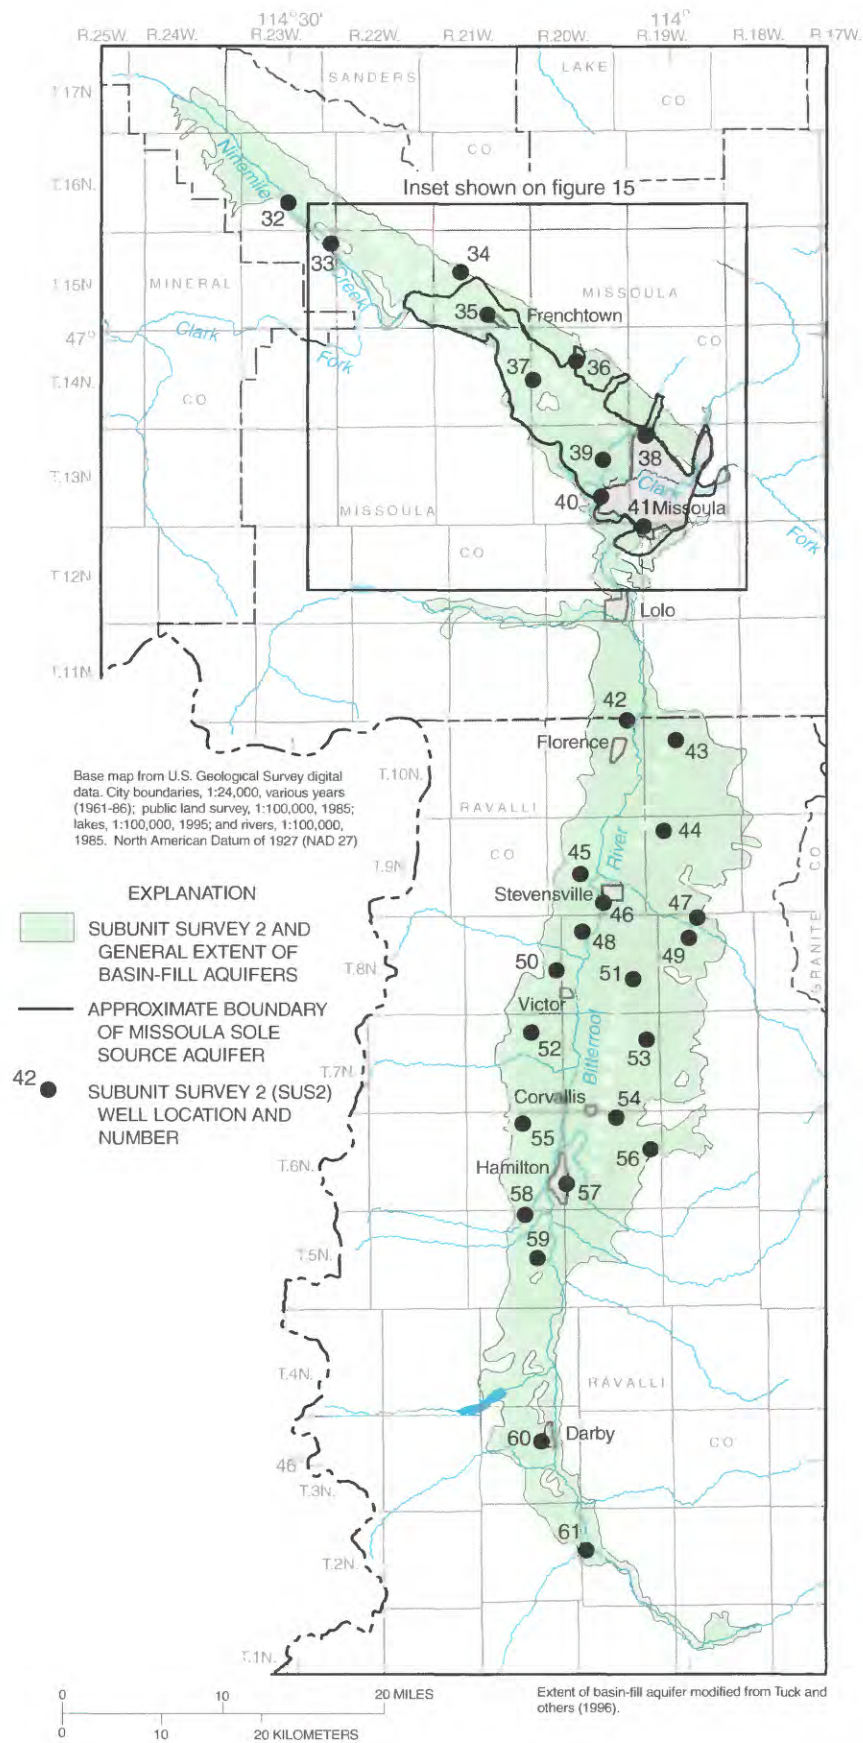 114°30'
114°
R.25W.
R.24W.
R.23W.
R.22W.
R.21W.
R.20W.
R.19W.
R.18W.
R.17W.
SANDERS
CO
LAKE
CO
T.17N.
T.16N.
Ninemile
Creek
Inset shown on figure 15
32
33
34
T.15N.
MINERAL
CO
MISSOULA
CO
35
Frenchtown
47°
Clark
Fork
36
37
T.14N.
39
38
T.13N.
Clark
Fork
40
41
Missoula
MISSOULA
CO
T.12N.
Lolo
T.11N.
42
Florence
43
Base map from U.S. Geological Survey digital
data. City boundaries, 1:24,000, various years
(1961-86); public land survey, 1:100,000, 1985;
lakes, 1:100,000, 1995; and rivers, 1:100,000,
1985. North American Datum of 1927 (NAD 27)
T.10N.
RAVALLI
CO
44
River
45
T.9N.
Stevensville
46
47
GRANITE
CO
48
49
50
51
T.8N.
Victor
52
Bitterroot
53
T.7N.
Corvallis
54
55
56
T.6N.
Hamilton
57
58
59
T.5N.
EXPLANATION
SUBUNIT SURVEY 2 AND
GENERAL EXTENT OF
BASIN-FILL AQUIFERS
APPROXIMATE BOUNDARY
OF MISSOULA SOLE
SOURCE AQUIFER
42
SUBUNIT SURVEY 2 (SUS2)
WELL LOCATION AND
NUMBER
T.4N.
RAVALLI
CO
60
Darby
46°
T.3N.
61
T.2N.
T.1N.
0 10 20 MILES
0 10 20 KILOMETERS
Extent of basin-fill aquifer modified from Tuck and
others (1996).